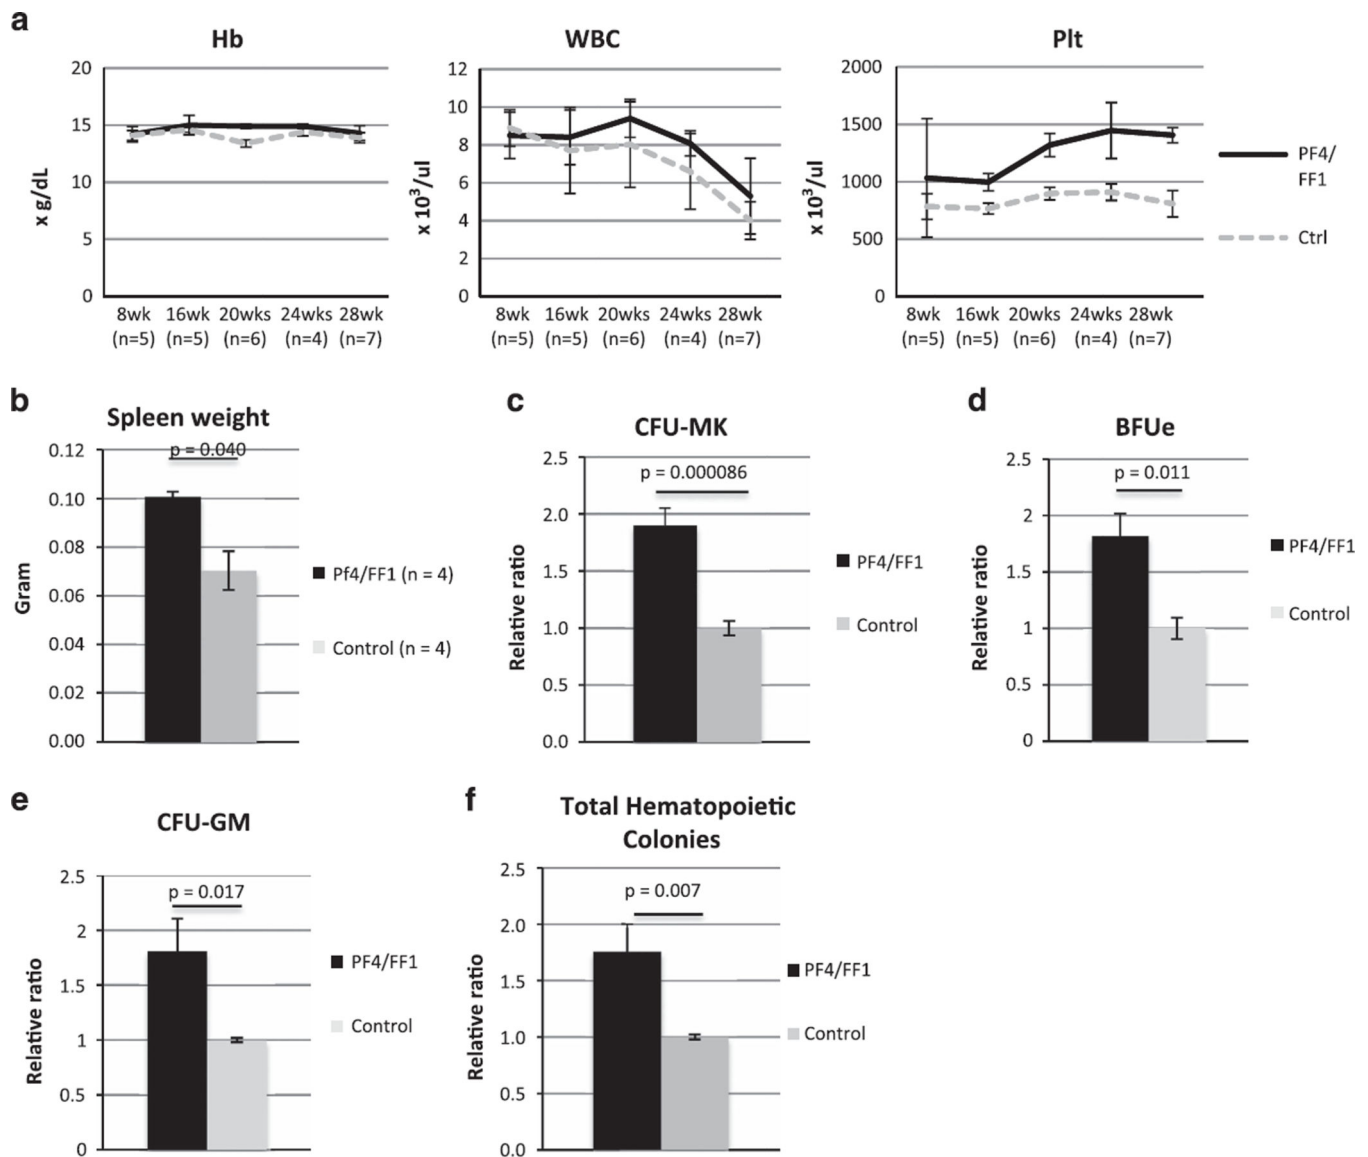 a
Hb
WBC
Plt
x g/dL
20
15
10
5
0
8wk 16wk 20wks 24wks 28wk
(n=5) (n=5) (n=6) (n=4) (n=7)
x 10³/ul
12
10
8
6
4
2
0
8wk 16wk 20wks 24wks 28wk
(n=5) (n=5) (n=6) (n=4) (n=7)
x 10³/ul
2000
1500
1000
500
0
8wk 16wk 20wks 24wks 28wk
(n=5) (n=5) (n=6) (n=4) (n=7)
PF4/
FF1
Ctrl
b
Spleen weight
p = 0.040
Gram
0.12
0.10
0.08
0.06
0.04
0.02
0.00
Pf4/FF1 (n = 4)
Control (n = 4)
c
CFU-MK
p = 0.000086
Relative ratio
2.5
2.0
1.5
1.0
0.5
0.0
PF4/FF1
Control
d
BFUe
p = 0.011
Relative ratio
2.5
2
1.5
1
0.5
0
PF4/FF1
Control
e
CFU-GM
p = 0.017
Relative ratio
2.5
2
1.5
1
0.5
0
PF4/FF1
Control
f
Total Hematopoietic
Colonies
p = 0.007
Relative ratio
2.5
2.0
1.5
1.0
0.5
0.0
PF4/FF1
Control